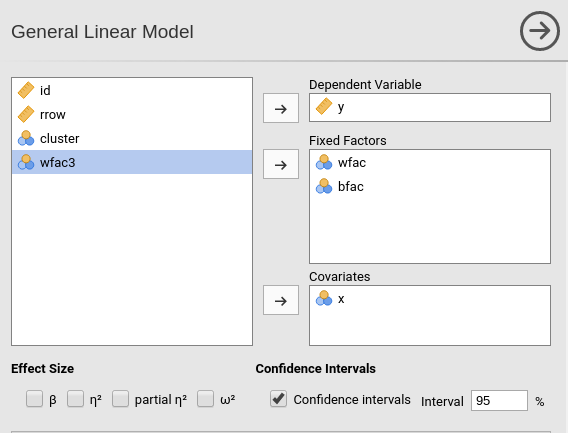 General Linear Model
id
rrow
cluster
wfac3
Dependent Variable
y
Fixed Factors
wfac
bfac
Covariates
x
Effect Size
β η² partial η² ω²
Confidence Intervals
Confidence intervals Interval 95 %